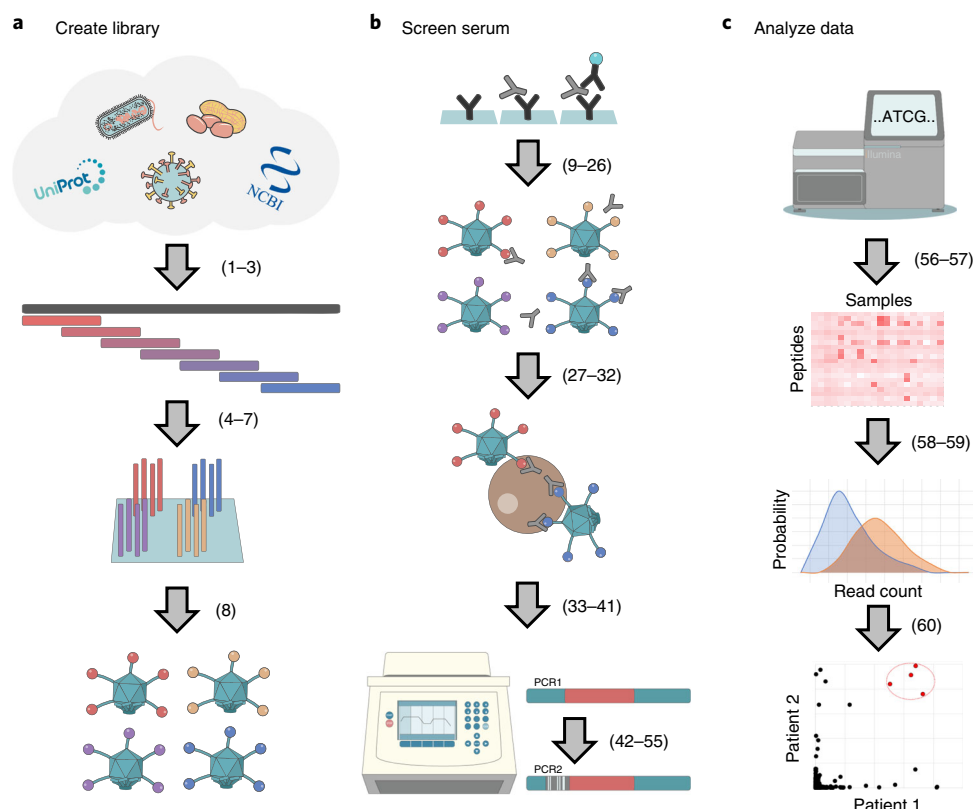 a Create library
UniProt
NCBI
(1–3)
(4–7)
(8)
b Screen serum
(9–26)
(27–32)
(33–41)
PCR1
(42–55)
PCR2
c Analyze data
..ATCG..
illumina
(56–57)
Samples
Peptides
(58–59)
Probability
Read count
(60)
Patient 2
Patient 1